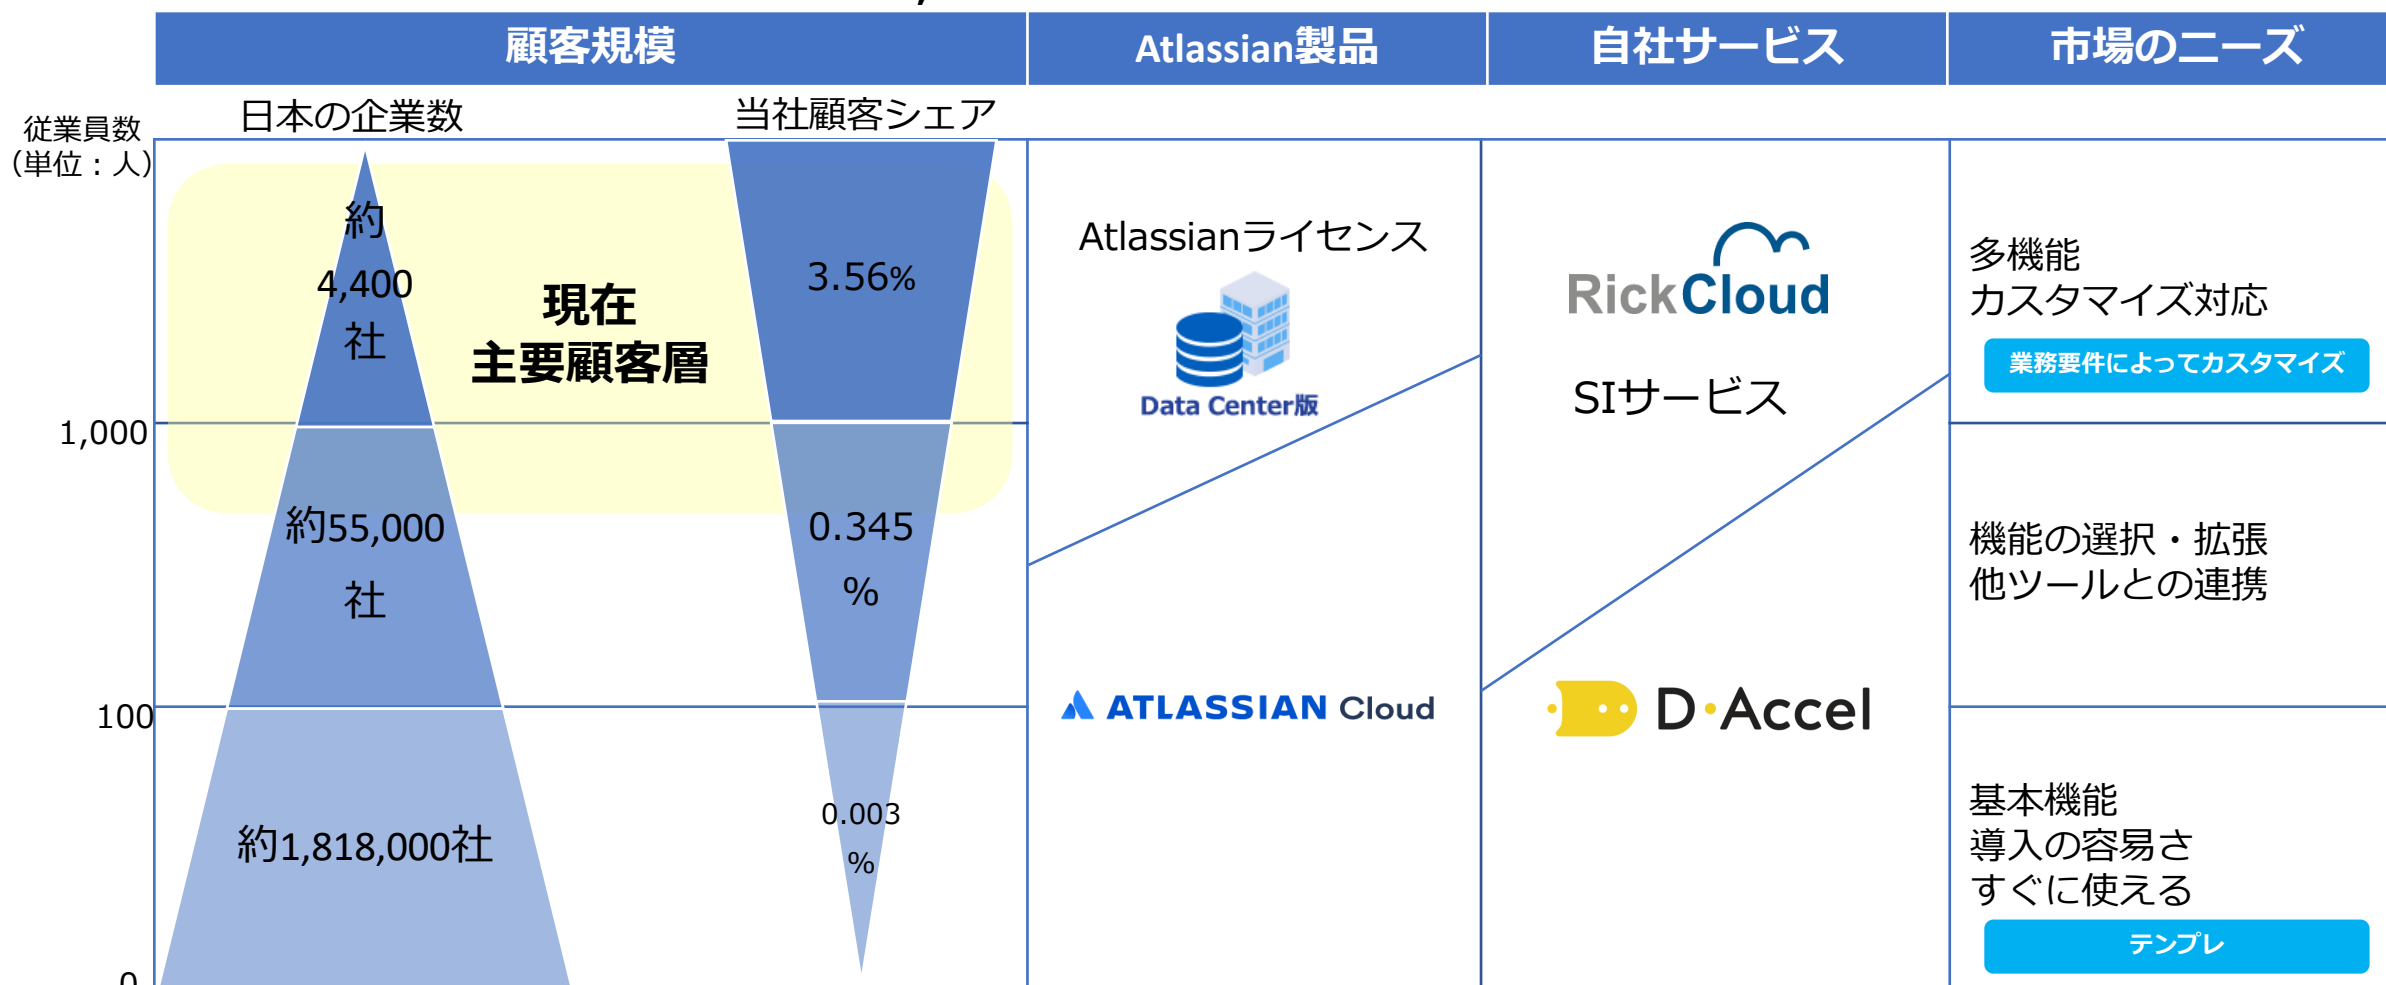 顧客規模
Atlassian製品
自社サービス
市場のニーズ
従業員数
（単位：人）
日本の企業数
当社顧客シェア
約
4,400
社
現在
主要顧客層
3.56%
Atlassianライセンス
Data Center版
RickCloud
SIサービス
多機能
カスタマイズ対応
業務要件によってカスタマイズ
1,000
約55,000
社
0.345
%
機能の選択・拡張
他ツールとの連携
100
ATLASSIAN Cloud
D・Accel
約1,818,000社
0.003
%
基本機能
導入の容易さ
すぐに使える
テンプレ
0